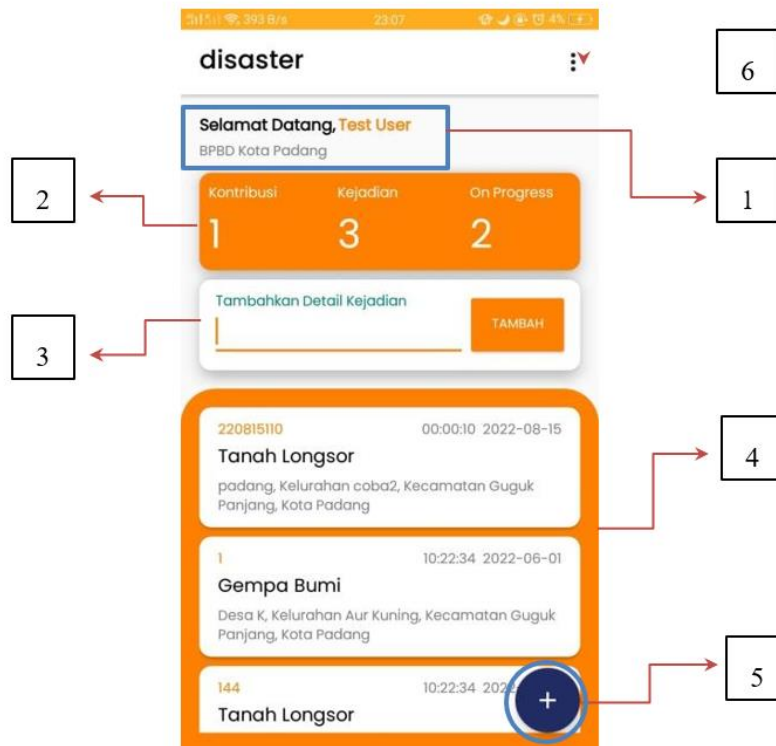 393 B/s 23:07 4%
disaster
6
Selamat Datang, Test User
BPBD Kota Padang
1
2
Kontribusi Kejadian On Progress
1 3 2
3
Tambahkan Detail Kejadian
TAMBAH
220815110 00:00:10 2022-08-15
Tanah Longsor
padang, Kelurahan coba2, Kecamatan Guguk
Panjang, Kota Padang
4
1 10:22:34 2022-06-01
Gempa Bumi
Desa K, Kelurahan Aur Kuning, Kecamatan Guguk
Panjang, Kota Padang
144 10:22:34 2022-
+
5
Tanah Longsor